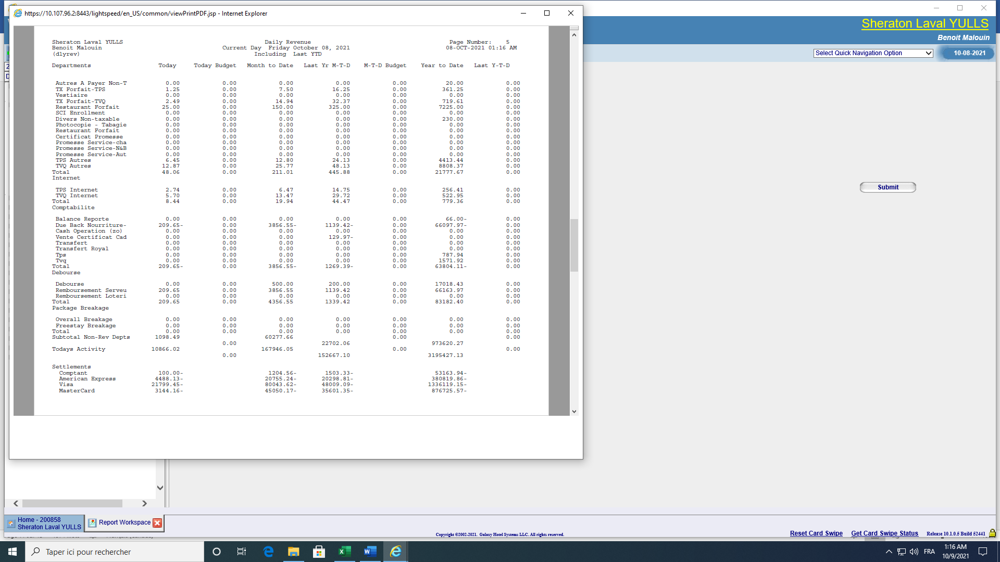 https://10.107.96.2:8443/lightspeed/en_US/common/viewPrintPDF.jsp - Internet Explorer
Sheraton Laval YULLS
Benoit Malouin
Select Quick Navigation Option
10-08-2021
Sheraton Laval YULLS Daily Revenue Page Number: 5
Benoit Malouin Current Day Friday October 08, 2021 08-OCT-2021 01:16 AM
(dlyrev) Including Last YTD
Departments Today Today Budget Month to Date Last Yr M-T-D M-T-D Budget Year to Date Last Y-T-D
Autres A Payer Non-T 0.00 0.00 0.00 0.00 0.00 20.00 0.00
TX Forfait-TPS 1.25 0.00 7.50 16.25 0.00 361.25 0.00
Vestiaire 0.00 0.00 0.00 0.00 0.00 0.00 0.00
TX Forfait-TVQ 2.49 0.00 14.94 32.37 0.00 719.61 0.00
Restaurant Forfait 25.00 0.00 150.00 325.00 0.00 7225.00 0.00
SCI Enrollment 0.00 0.00 0.00 0.00 0.00 0.00 0.00
Divers Non-taxable 0.00 0.00 0.00 0.00 0.00 230.00 0.00
Photocopie - Tabagie 0.00 0.00 0.00 0.00 0.00 0.00 0.00
Restaurant Forfait 0.00 0.00 0.00 0.00 0.00 0.00 0.00
Certificat Promesse 0.00 0.00 0.00 0.00 0.00 0.00 0.00
Promesse Service-cha 0.00 0.00 0.00 0.00 0.00 0.00 0.00
Promesse Service-N&B 0.00 0.00 0.00 0.00 0.00 0.00 0.00
Promesse Service-Aut 0.00 0.00 0.00 0.00 0.00 0.00 0.00
TPS Autres 6.45 0.00 12.80 24.13 0.00 4413.44 0.00
TVQ Autres 12.87 0.00 25.77 48.13 0.00 8808.37 0.00
Total 48.06 0.00 211.01 445.88 0.00 21777.67 0.00
Internet
TPS Internet 2.74 0.00 6.47 14.75 0.00 256.41 0.00
TVQ Internet 5.70 0.00 13.47 29.72 0.00 522.95 0.00
Total 8.44 0.00 19.94 44.47 0.00 779.36 0.00
Comptabilite
Balance Reporte 0.00 0.00 0.00 0.00 0.00 66.00- 0.00
Due Back Nourriture- 209.65- 0.00 3856.55- 1139.42- 0.00 66097.97- 0.00
Cash Operation (zo) 0.00 0.00 0.00 0.00 0.00 0.00 0.00
Vente Certificat Cad 0.00 0.00 0.00 129.97- 0.00 0.00 0.00
Transfert 0.00 0.00 0.00 0.00 0.00 0.00 0.00
Transfert Royal 0.00 0.00 0.00 0.00 0.00 0.00 0.00
Tps 0.00 0.00 0.00 0.00 0.00 787.94 0.00
Tvq 0.00 0.00 0.00 0.00 0.00 1571.92 0.00
Total 209.65- 0.00 3856.55- 1269.39- 0.00 63804.11- 0.00
Debourse
Debourse 0.00 0.00 500.00 200.00 0.00 17018.43 0.00
Remboursement Serveu 209.65 0.00 3856.55 1139.42 0.00 66163.97 0.00
Remboursement Loteri 0.00 0.00 0.00 0.00 0.00 0.00 0.00
Total 209.65 0.00 4356.55 1339.42 0.00 83182.40 0.00
Package Breakage
Overall Breakage 0.00 0.00 0.00 0.00 0.00 0.00 0.00
Freestay Breakage 0.00 0.00 0.00 0.00 0.00 0.00 0.00
Total 0.00 0.00 0.00 0.00 0.00 0.00 0.00
Subtotal Non-Rev Depts 1098.49 60277.66 0.00 0.00
0.00 22702.06 973620.27
Todays Activity 10866.02 167946.05 0.00 0.00
0.00 152667.10 3195427.13
Settlements
Comptant 100.00- 1204.56- 1503.33- 53163.94-
American Express 4488.13- 20755.24- 20298.81- 380819.86-
Visa 21799.45- 80043.62- 48009.09- 1336119.15-
MasterCard 3144.16- 45050.17- 35601.35- 876725.57-
Submit
Home - 200858
Sheraton Laval YULLS
Report Workspace
Copyright ©2002-2021. Galaxy Hotel Systems LLC. All rights reserved.
Reset Card Swipe Get Card Swipe Status Release 10.1.0.5 Build 52441
Taper ici pour rechercher
FRA
1:16 AM
10/9/2021